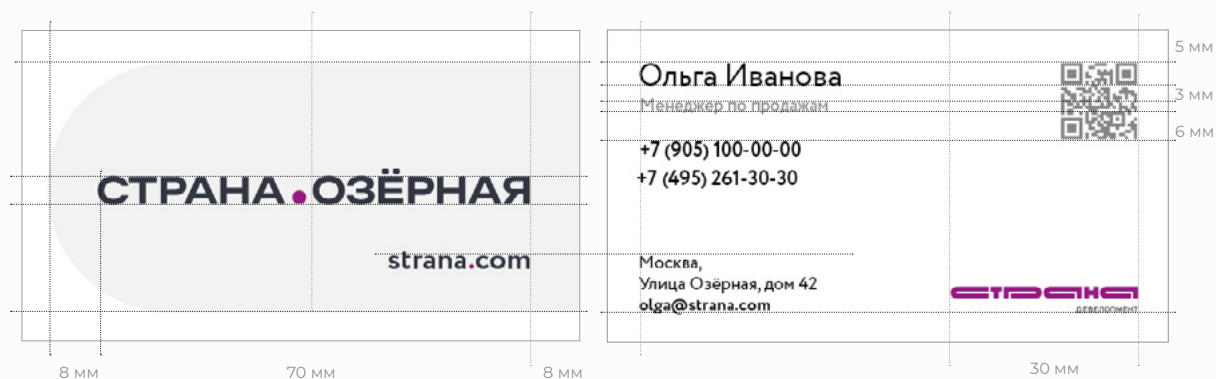 СТРАНА.ОЗЁРНАЯ
strana.com
8 мм
70 мм
8 мм
Ольга Иванова
Менеджер по продажам
+7 (905) 100-00-00
+7 (495) 261-30-30
Москва,
Улица Озёрная, дом 42
olga@strana.com
СТРАНА
ДЕВЕЛОПМЕНТ
5 мм
3 мм
6 мм
30 мм